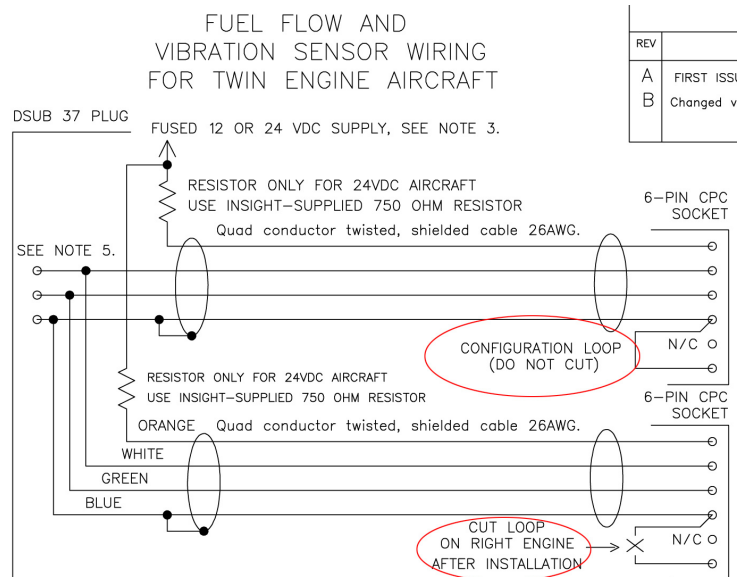 FUEL FLOW AND
VIBRATION SENSOR WIRING
FOR TWIN ENGINE AIRCRAFT
REV
A FIRST ISSU
B Changed v
DSUB 37 PLUG
FUSED 12 OR 24 VDC SUPPLY, SEE NOTE 3.
RESISTOR ONLY FOR 24VDC AIRCRAFT
USE INSIGHT-SUPPLIED 750 OHM RESISTOR
6-PIN CPC
SOCKET
Quad conductor twisted, shielded cable 26AWG.
SEE NOTE 5.
CONFIGURATION LOOP
(DO NOT CUT)
N/C
RESISTOR ONLY FOR 24VDC AIRCRAFT
USE INSIGHT-SUPPLIED 750 OHM RESISTOR
6-PIN CPC
SOCKET
ORANGE Quad conductor twisted, shielded cable 26AWG.
WHITE
GREEN
BLUE
CUT LOOP
ON RIGHT ENGINE
AFTER INSTALLATION
N/C